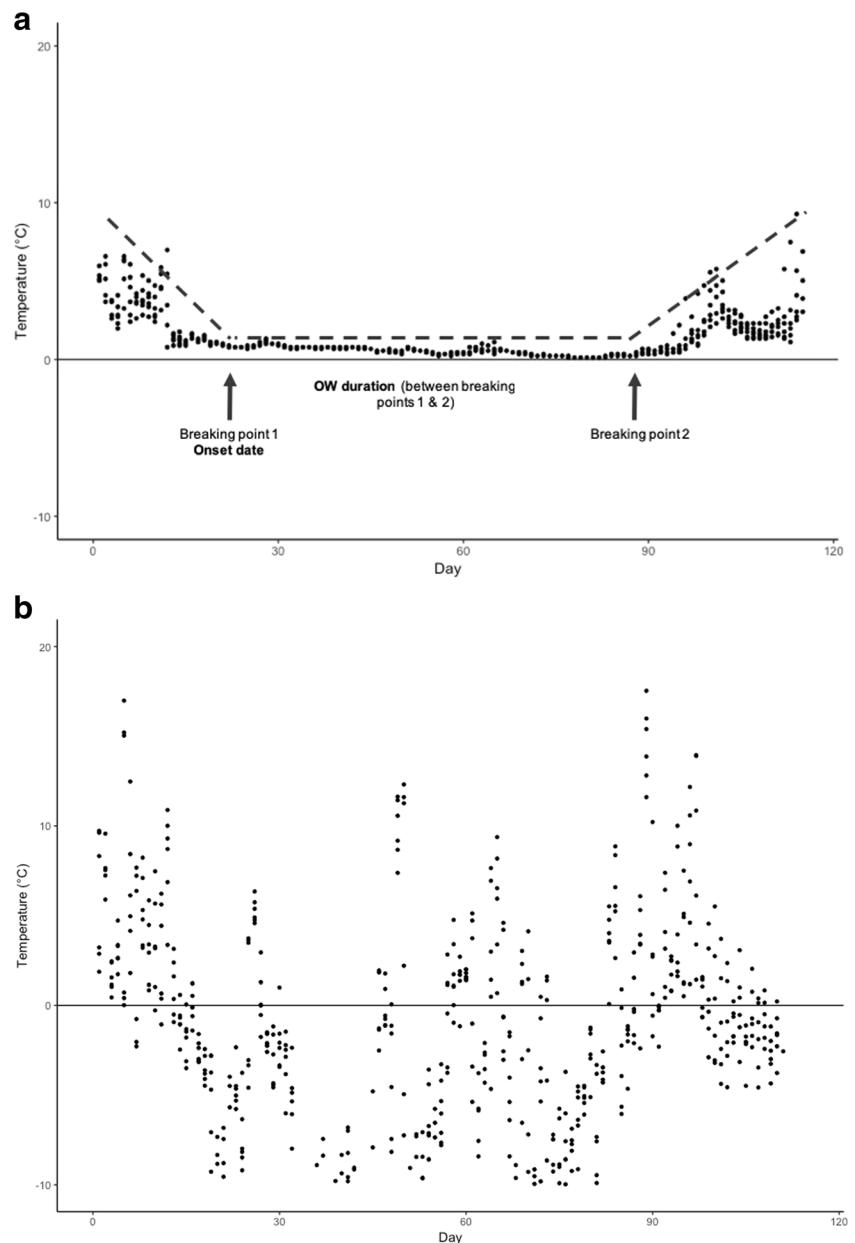 a
20
10
0
-10
Temperature (°C)
OW duration (between breaking
points 1 & 2)
Breaking point 1
Onset date
Breaking point 2
0 30 60 90 120
Day
b
20
10
0
-10
Temperature (°C)
0 30 60 90 120
Day